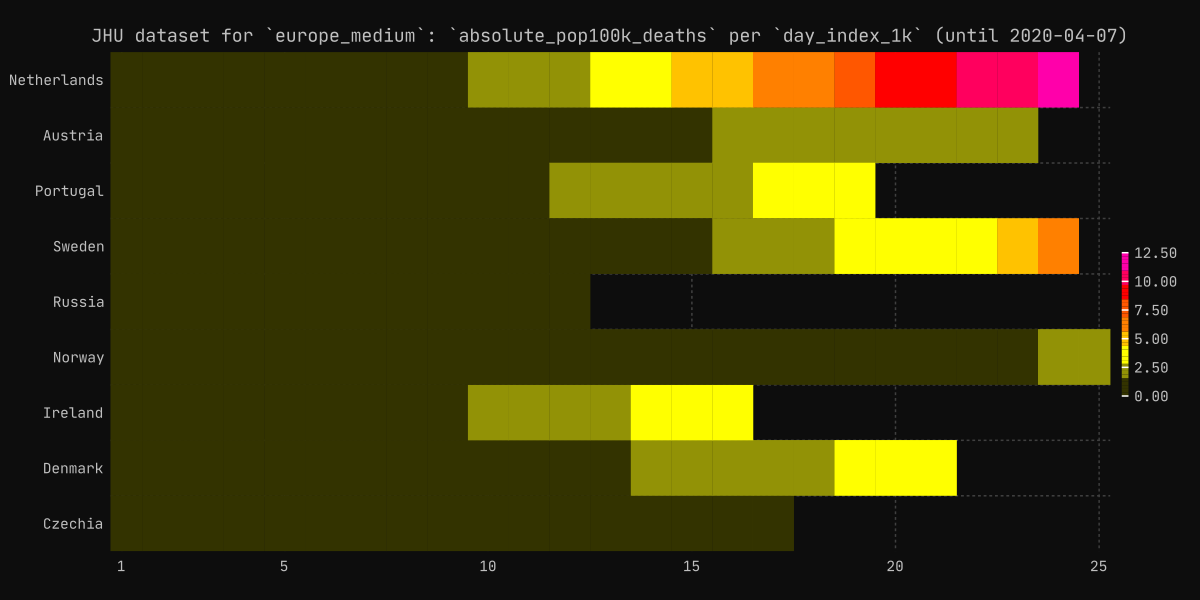 JHU dataset for `europe_medium`: `absolute_pop100k_deaths` per `day_index_1k` (until 2020-04-07)
Netherlands
Austria
Portugal
Sweden
Russia
Norway
Ireland
Denmark
Czechia
1 5 10 15 20 25
12.50
10.00
7.50
5.00
2.50
0.00